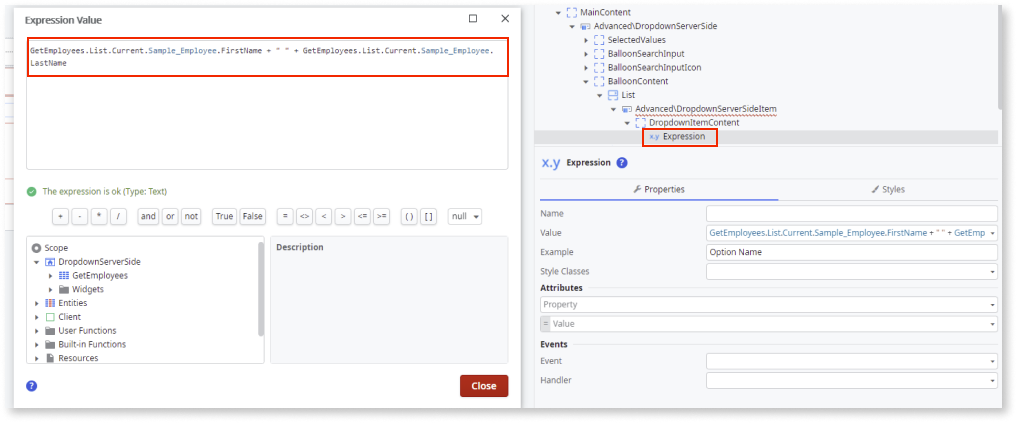 Expression Value
GetEmployees.List.Current.Sample_Employee.FirstName + " " + GetEmployees.List.Current.Sample_Employee.
LastName
The expression is ok (Type: Text)
+ - * / and or not True False = <> < > <= >= ( ) [ ] null
Scope
DropdownServerSide
GetEmployees
Widgets
Entities
Client
User Functions
Built-in Functions
Resources
Description
?
Close
MainContent
Advanced\DropdownServerSide
SelectedValues
BalloonSearchInput
BalloonSearchInputIcon
BalloonContent
List
Advanced\DropdownServerSideItem
DropdownItemContent
x.y Expression
x.y Expression ?
Properties Styles
Name
Value GetEmployees.List.Current.Sample_Employee.FirstName + " " + GetEmp
Example Option Name
Style Classes
Attributes
Property
= Value
Events
Event
Handler